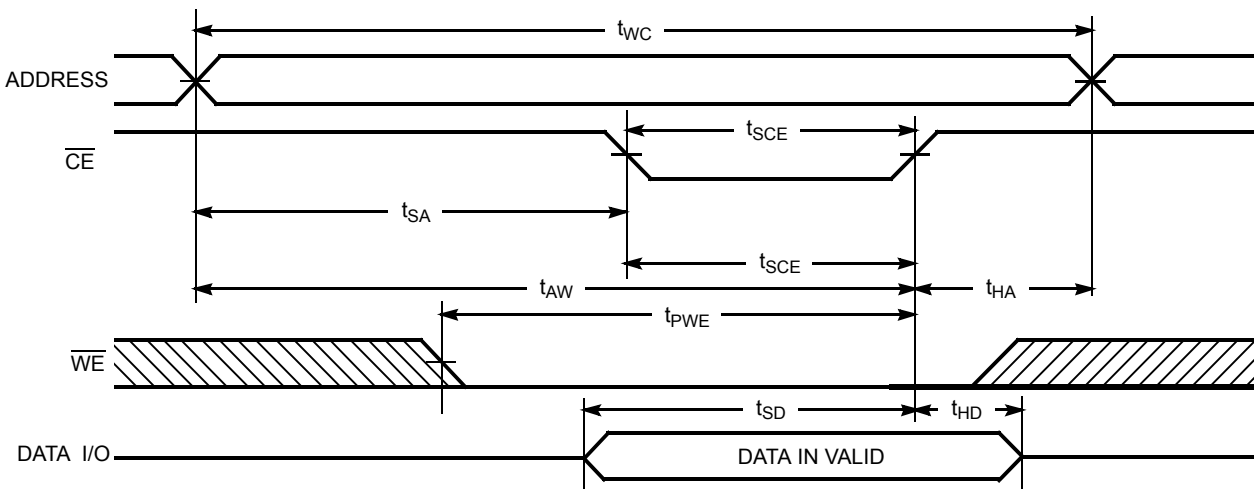 tWC
ADDRESS
tSCE
CE
tSA
tSCE
tAW
tHA
tPWE
WE
tSD
tHD
DATA I/O
DATA IN VALID